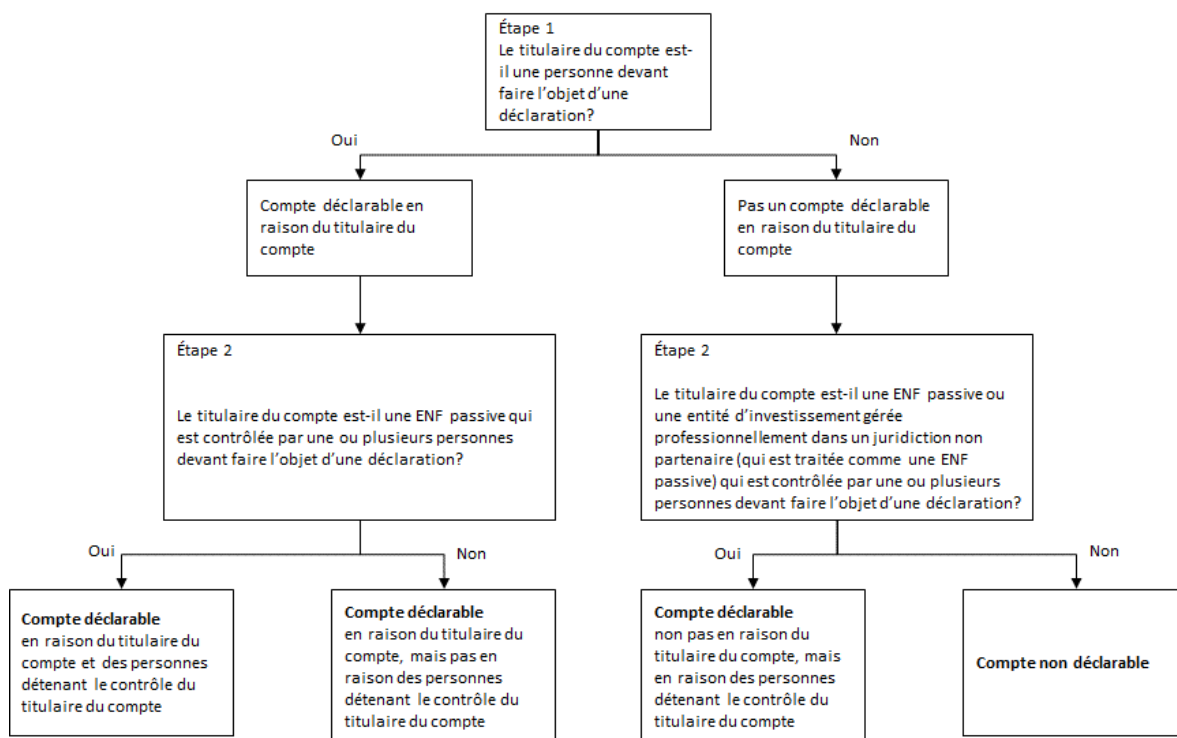 Étape 1
Le titulaire du compte est-
il une personne devant
faire l'objet d'une
déclaration?
Oui
Non
Compte déclarable en
raison du titulaire du
compte
Pas un compte déclarable
en raison du titulaire du
compte
Étape 2
Le titulaire du compte est-il une ENF passive qui
est contrôlée par une ou plusieurs personnes
devant faire l'objet d'une déclaration?
Étape 2
Le titulaire du compte est-il une ENF passive ou
une entité d'investissement gérée
professionnellement dans un juridiction non
partenaire (qui est traitée comme une ENF
passive) qui est contrôlée par une ou plusieurs
personnes devant faire l'objet d'une déclaration?
Oui
Non
Oui
Non
Compte déclarable
en raison du titulaire du
compte et des personnes
détenant le contrôle du
titulaire du compte
Compte déclarable
en raison du titulaire du
compte, mais pas en
raison des personnes
détenant le contrôle du
titulaire du compte
Compte déclarable
non pas en raison du
titulaire du compte, mais
en raison des personnes
détenant le contrôle du
titulaire du compte
Compte non déclarable